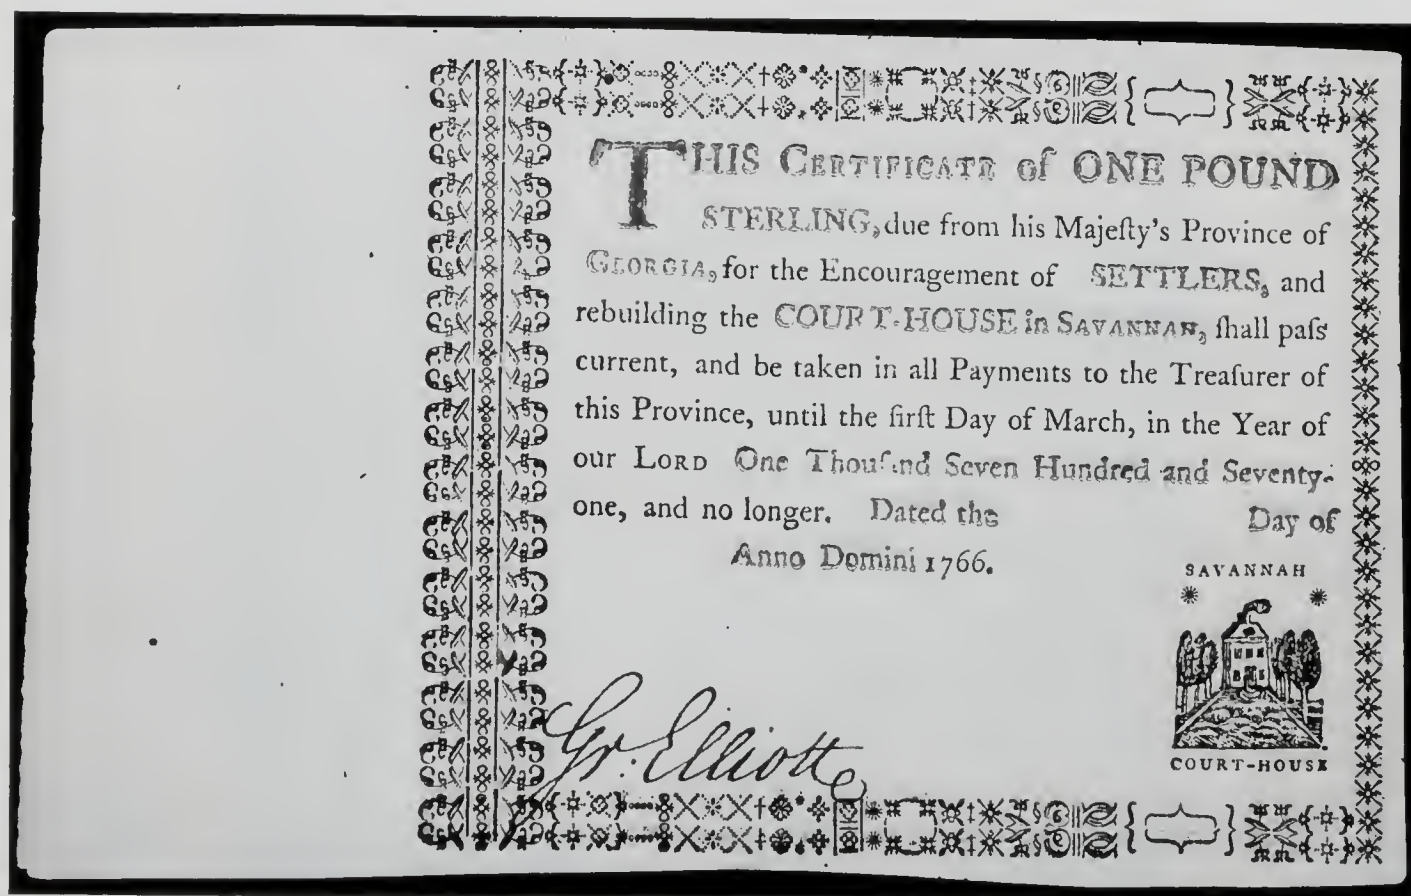 THIS CERTIFICATE of ONE POUND
STERLING, due from his Majeſty's Province of
GEORGIA, for the Encouragement of SETTLERS, and
rebuilding the COURT-HOUSE in SAVANNAH, ſhall paſs
current, and be taken in all Payments to the Treaſurer of
this Province, until the firſt Day of March, in the Year of
our LORD One Thouſand Seven Hundred and Seventy-
one, and no longer. Dated the Day of
Anno Domini 1766.
SAVANNAH
COURT-HOUSE
Gr. Elliott